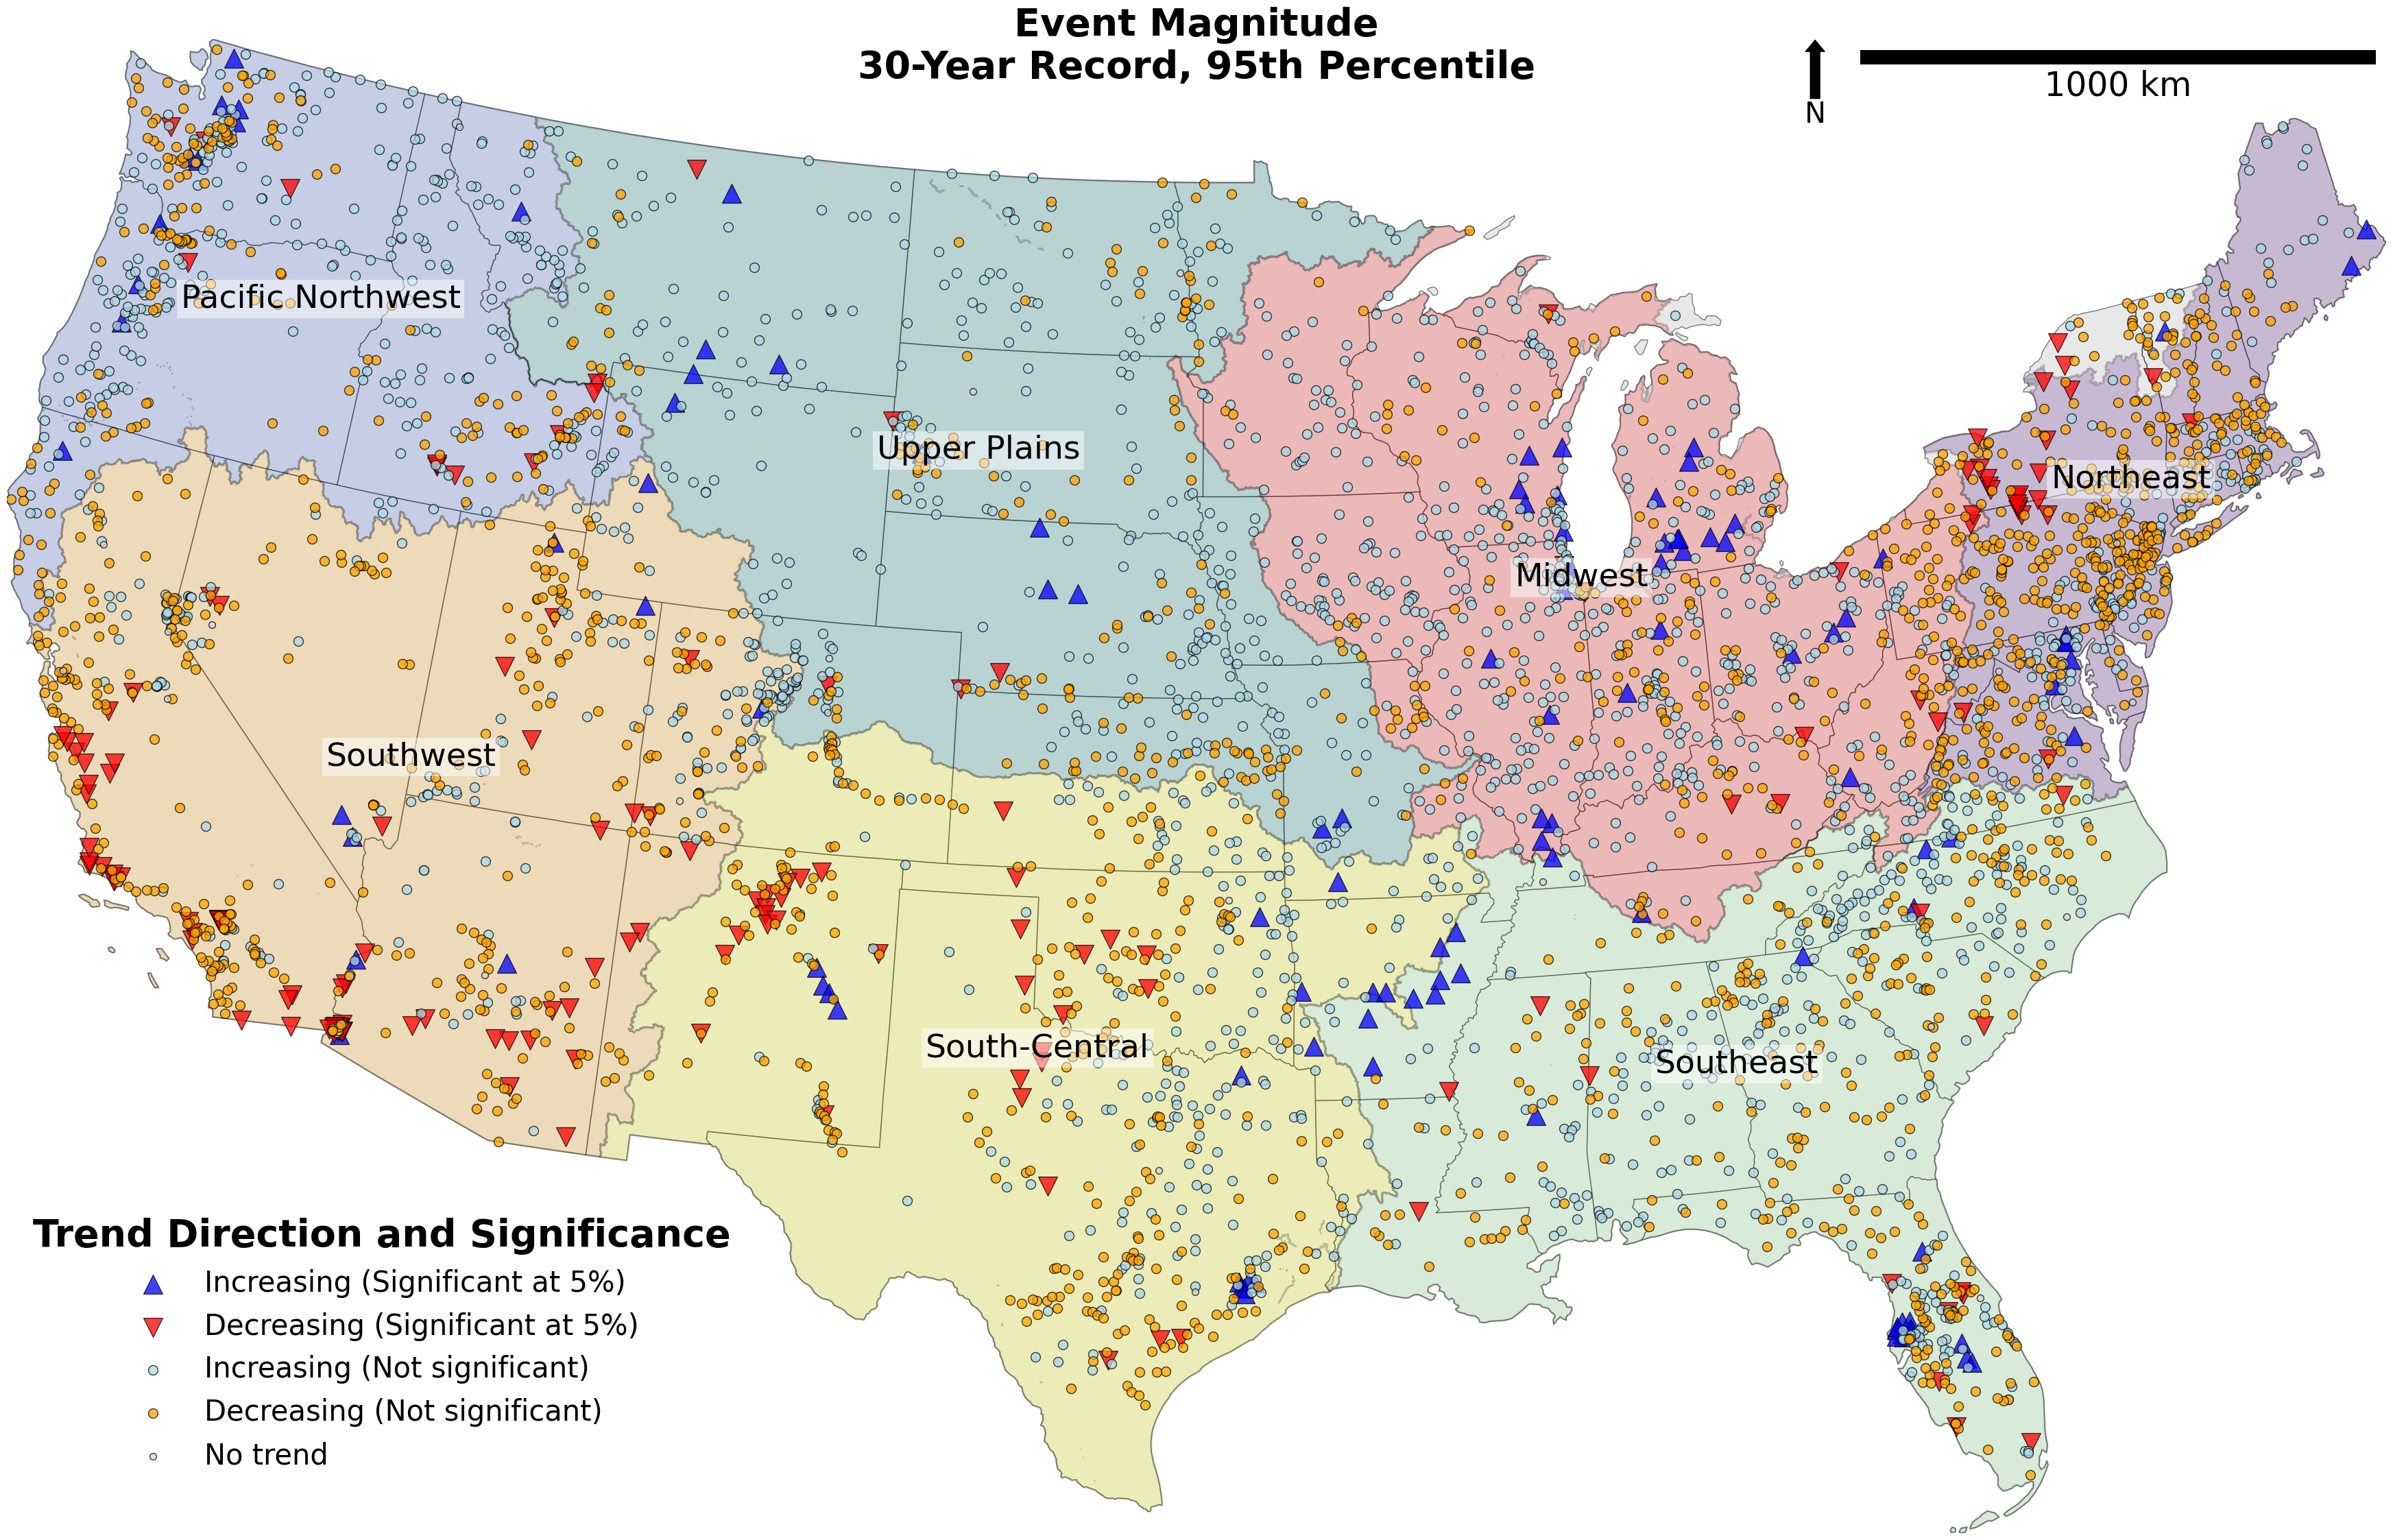 Event Magnitude
30-Year Record, 95th Percentile
1000 km
N
Pacific Northwest
Upper Plains
Northeast
Midwest
Southwest
South-Central
Southeast
Trend Direction and Significance
Increasing (Significant at 5%)
Decreasing (Significant at 5%)
Increasing (Not significant)
Decreasing (Not significant)
No trend